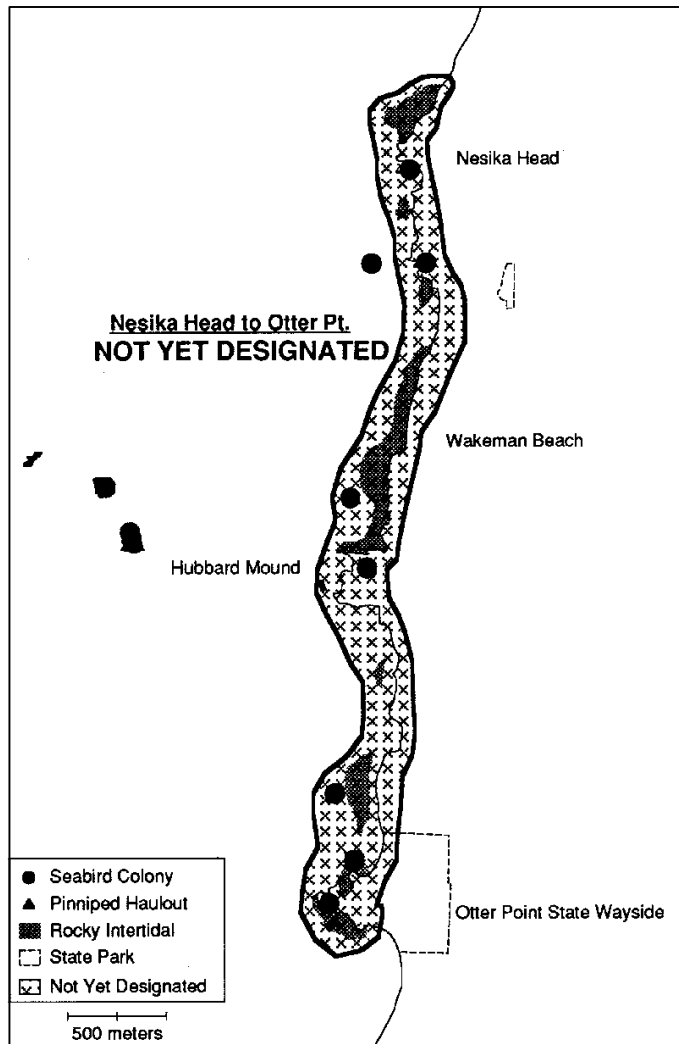 Nesika Head
Nesika Head to Otter Pt.
NOT YET DESIGNATED
Wakeman Beach
Hubbard Mound
Otter Point State Wayside
Seabird Colony
Pinniped Haulout
Rocky Intertidal
State Park
Not Yet Designated
500 meters